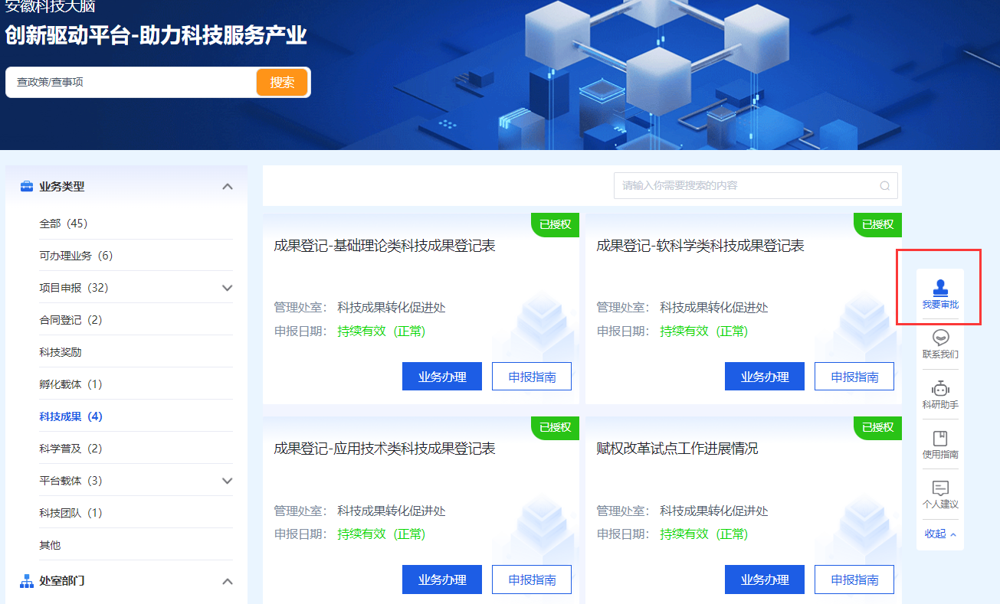 安徽科技大脑
创新驱动平台-助力科技服务产业
查政策/查事项
搜索
业务类型
全部（45）
可办理业务（6）
项目申报（32）
合同登记（2）
科技奖励
孵化载体（1）
科技成果（4）
科学普及（2）
平台载体（3）
科技团队（1）
其他
处室部门
请输入你需要搜索的内容
已授权
成果登记-基础理论类科技成果登记表
管理处室： 科技成果转化促进处
申报日期： 持续有效（正常）
业务办理 申报指南
已授权
成果登记-软科学类科技成果登记表
管理处室： 科技成果转化促进处
申报日期： 持续有效（正常）
业务办理 申报指南
已授权
成果登记-应用技术类科技成果登记表
管理处室： 科技成果转化促进处
申报日期： 持续有效（正常）
业务办理 申报指南
已授权
赋权改革试点工作进展情况
管理处室： 科技成果转化促进处
申报日期： 持续有效（正常）
业务办理 申报指南
我要审批
联系我们
科研助手
使用指南
个人建议
收起